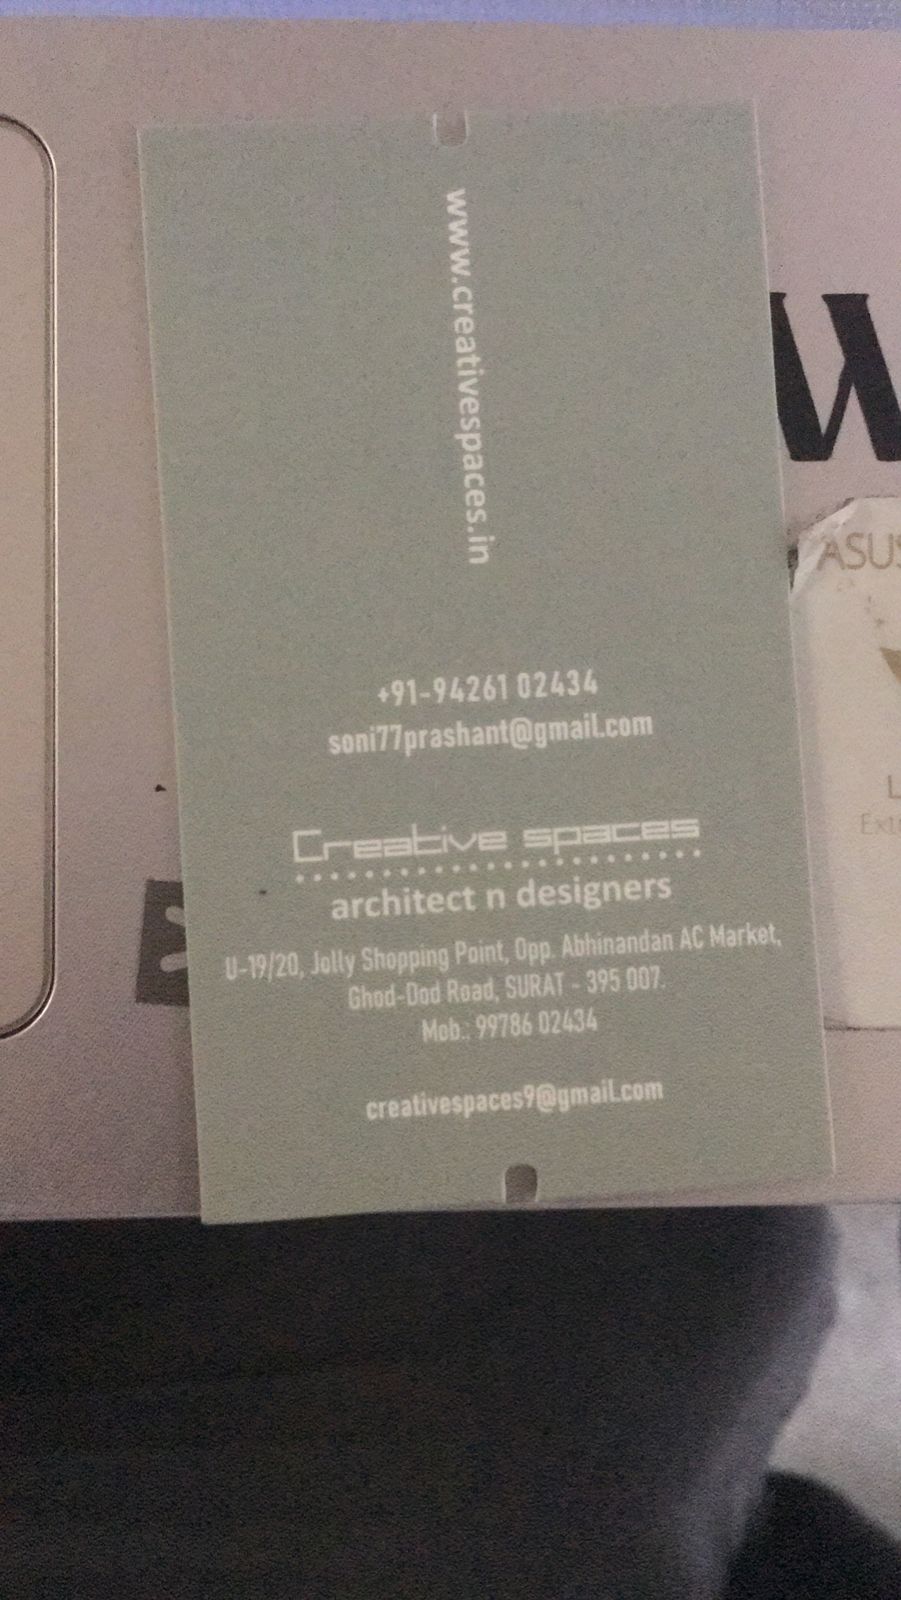 www.creativespaces.in
+91-94261 02434
soni77prashant@gmail.com
Creative spaces
architect n designers
U-19/20, Jolly Shopping Point, Opp. Abhinandan AC Market,
Ghod-Dod Road, SURAT - 395 007.
Mob.: 99786 02434
creativespaces9@gmail.com
W
ASUS